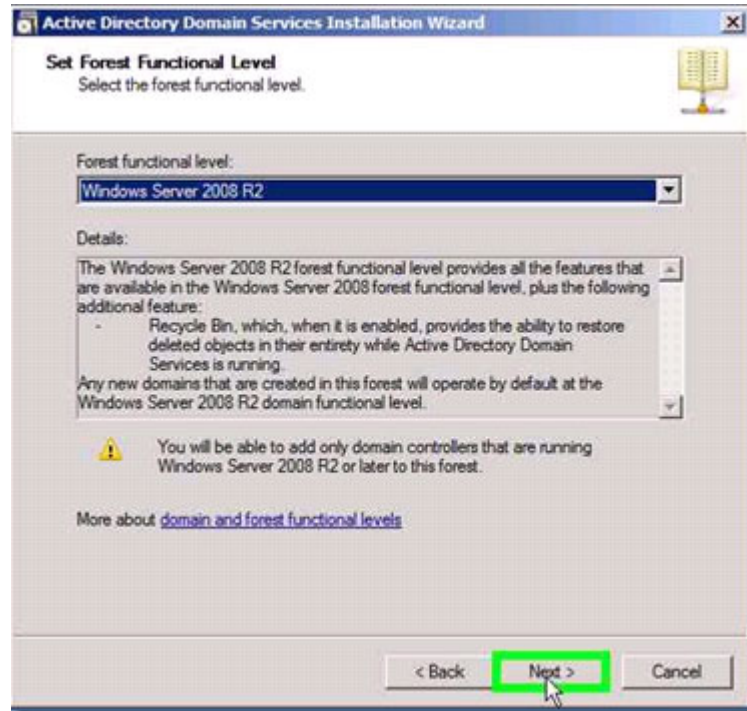 Active Directory Domain Services Installation Wizard
Set Forest Functional Level
Select the forest functional level.
Forest functional level:
Windows Server 2008 R2
Details:
The Windows Server 2008 R2 forest functional level provides all the features that
are available in the Windows Server 2008 forest functional level, plus the following
additional feature:
- Recycle Bin, which, when it is enabled, provides the ability to restore
deleted objects in their entirety while Active Directory Domain
Services is running.
Any new domains that are created in this forest will operate by default at the
Windows Server 2008 R2 domain functional level.
You will be able to add only domain controllers that are running
Windows Server 2008 R2 or later to this forest.
More about domain and forest functional levels
< Back Next > Cancel